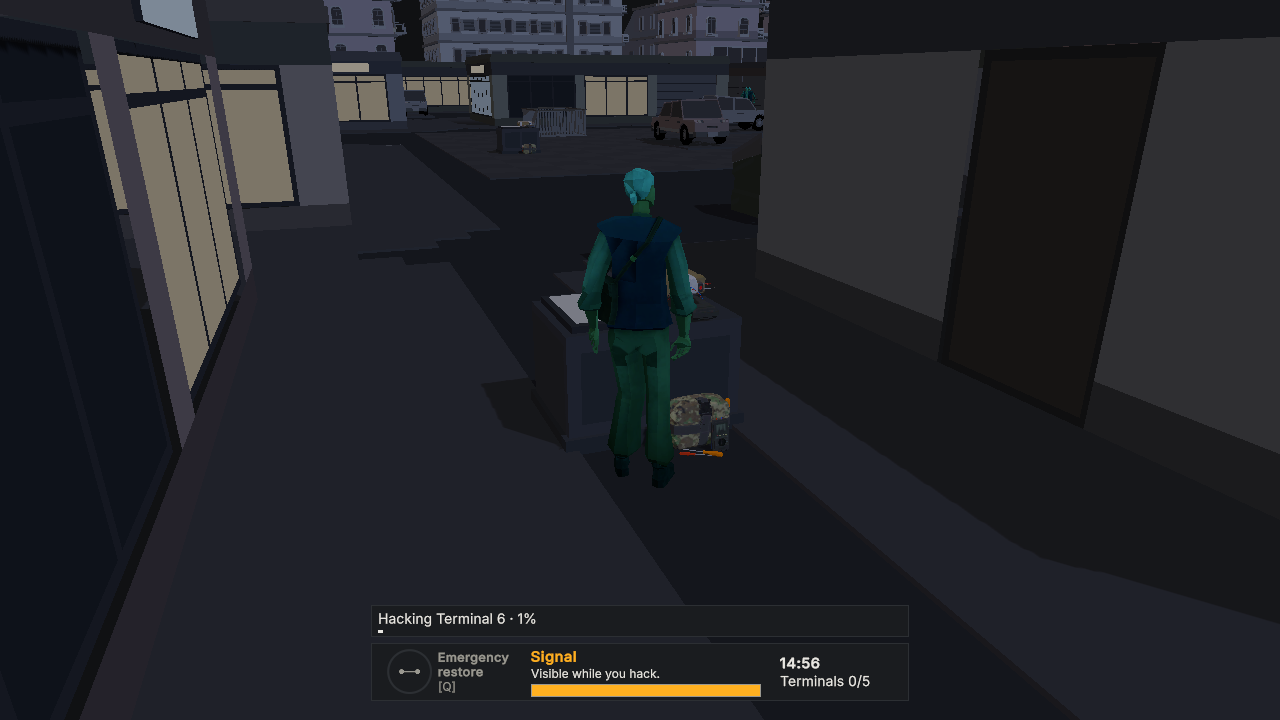 Hacking Terminal 6 · 1%
Emergency
restore
[Q]
Signal
Visible while you hack.
14:56
Terminals 0/5